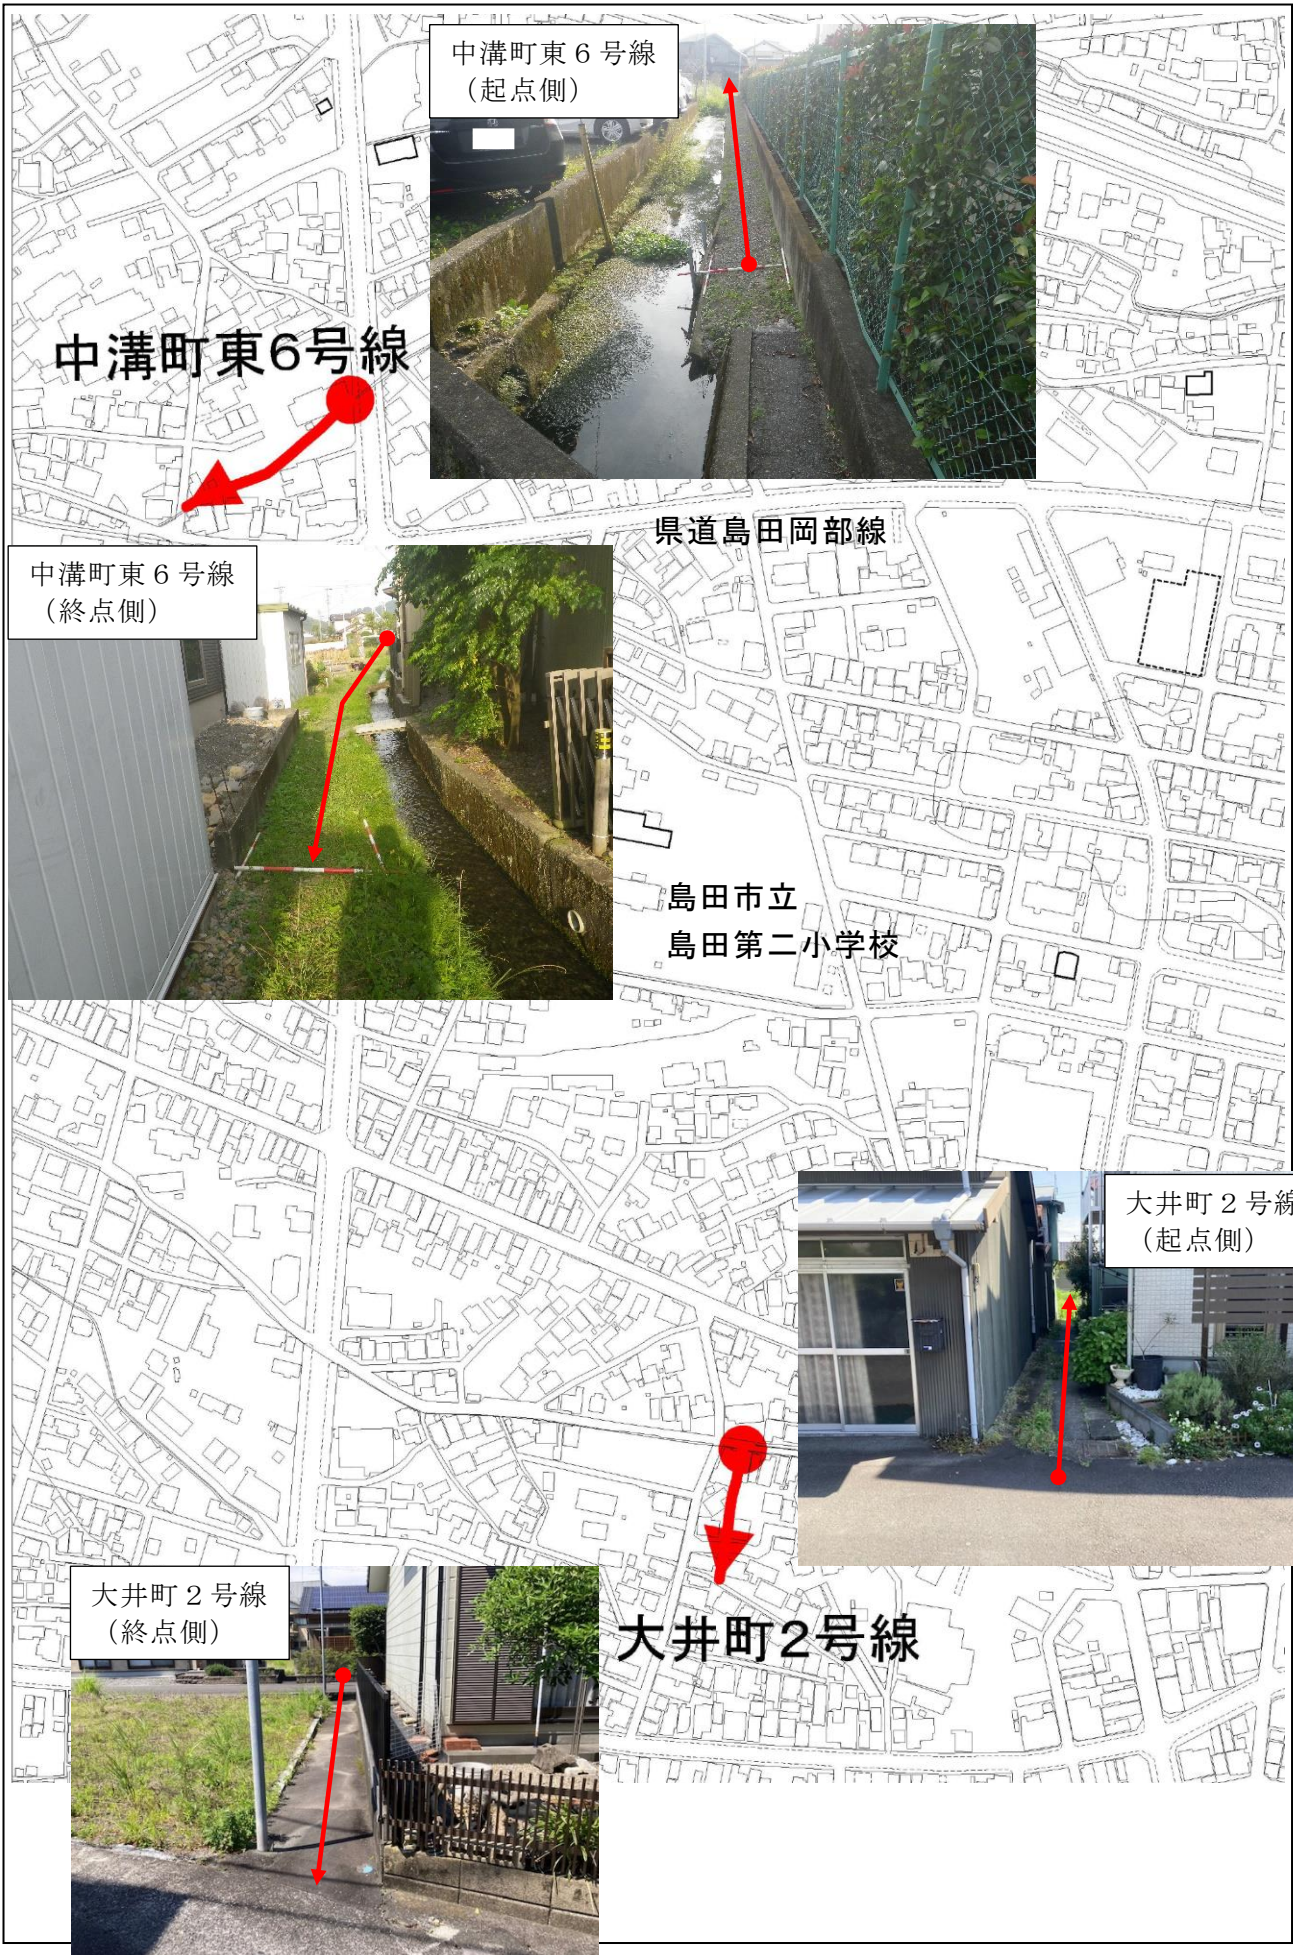 中溝町東６号線
（起点側）
中溝町東6号線
県道島田岡部線
中溝町東６号線
（終点側）
島田市立
島田第二小学校
大井町２号線
（起点側）
大井町２号線
（終点側）
大井町2号線